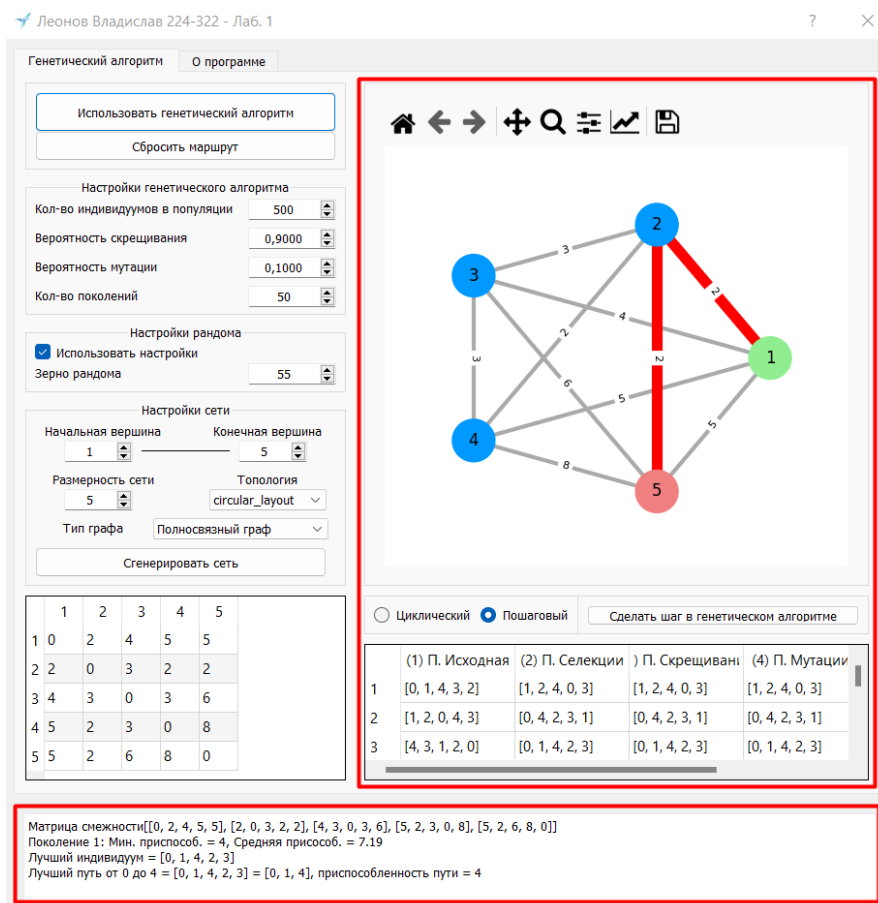 Леонов Владислав 224-322 - Лаб. 1
?
Генетический алгоритм
О программе
Использовать генетический алгоритм
Сбросить маршрут
Настройки генетического алгоритма
Кол-во индивидуумов в популяции 500
Вероятность скрещивания 0,9000
Вероятность мутации 0,1000
Кол-во поколений 50
Настройки рандома
Использовать настройки
Зерно рандома 55
Настройки сети
Начальная вершина Конечная вершина
1 5
Размерность сети Топология
5 circular_layout
Тип графа Полносвязный граф
Сгенерировать сеть
1 2 3 4 5
1 0 2 4 5 5
2 2 0 3 2 2
3 4 3 0 3 6
4 5 2 3 0 8
5 5 2 6 8 0
2
3
3
2
4
1
2
3
2
6
5
5
4
8
5
Циклический Пошаговый Сделать шаг в генетическом алгоритме
(1) П. Исходная (2) П. Селекции ) П. Скрещивани (4) П. Мутации
1 [0, 1, 4, 3, 2] [1, 2, 4, 0, 3] [1, 2, 4, 0, 3] [1, 2, 4, 0, 3]
2 [1, 2, 0, 4, 3] [0, 4, 2, 3, 1] [0, 4, 2, 3, 1] [0, 4, 2, 3, 1]
3 [4, 3, 1, 2, 0] [0, 1, 4, 2, 3] [0, 1, 4, 2, 3] [0, 1, 4, 2, 3]
Матрица смежности[[0, 2, 4, 5, 5], [2, 0, 3, 2, 2], [4, 3, 0, 3, 6], [5, 2, 3, 0, 8], [5, 2, 6, 8, 0]]
Поколение 1: Мин. приспособ. = 4, Средняя присособ. = 7.19
Лучший индивидуум = [0, 1, 4, 2, 3]
Лучший путь от 0 до 4 = [0, 1, 4, 2, 3] = [0, 1, 4], приспособленность пути = 4